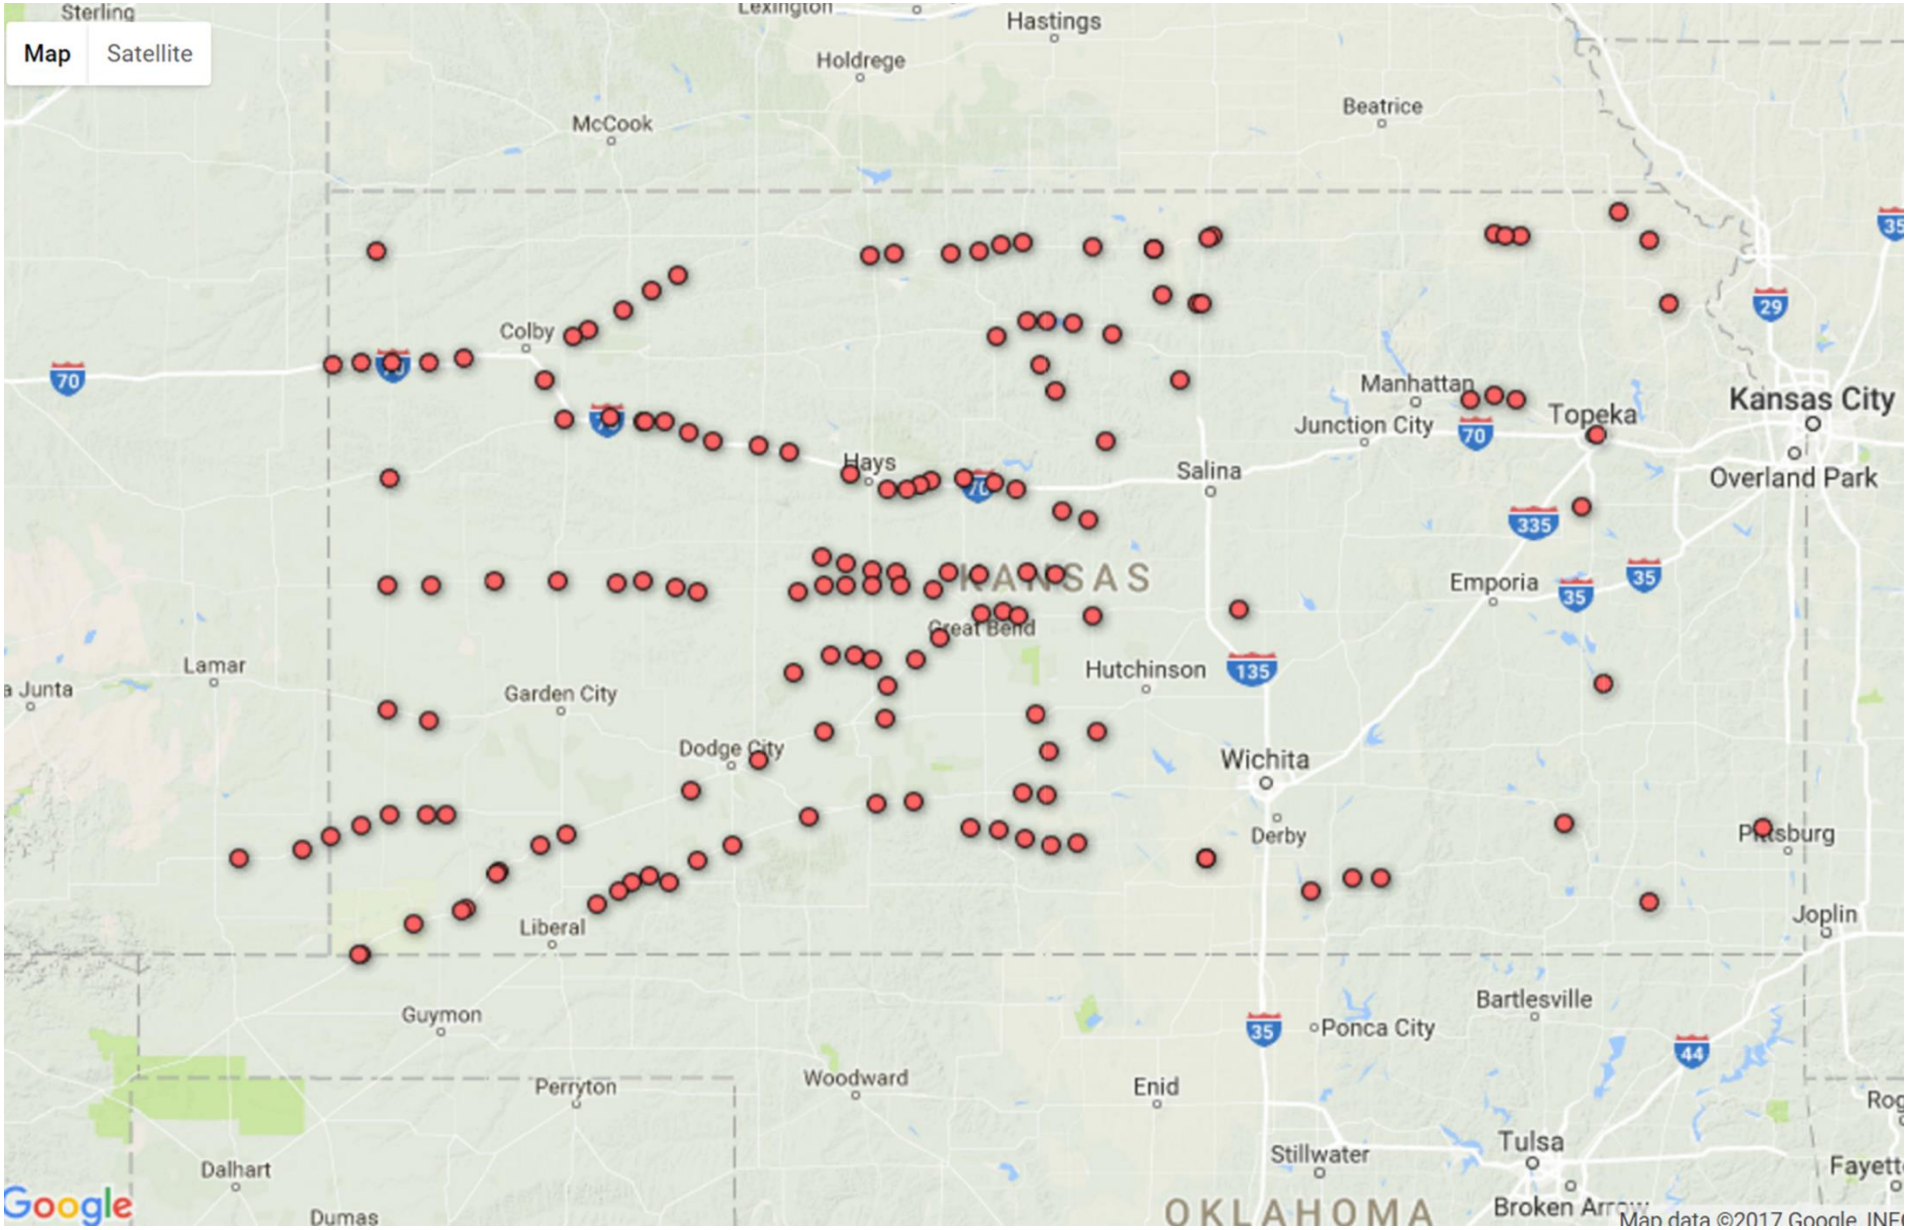 Sterling
Lexington
Hastings
Map Satellite
Holdrege
Beatrice
McCook
35
29
Colby
70
Manhattan
Kansas City
Topeka
Junction City
70
Hays
Salina
Overland Park
70
335
KANSAS
Emporia
35
35
Great Bend
Lamar
Hutchinson
135
a Junta
Garden City
Dodge City
Wichita
Derby
Pittsburg
Liberal
Joplin
Bartlesville
Guymon
35
Ponca City
44
Woodward
Perryton
Enid
Rog
Tulsa
Stillwater
Dalhart
Fayett
Google
OKLAHOMA
Broken Arrow
Dumas
Map data ©2017 Google, INE